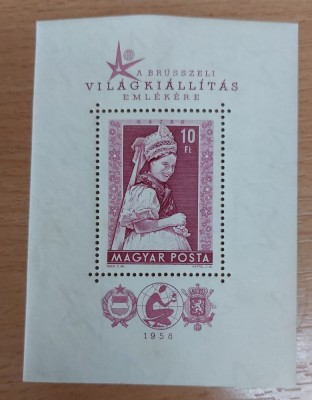 A BRÜSSZELI
VILÁGKIÁLLÍTÁS
EMLÉKÉRE
10
Ft
MAGYAR POSTA
1958